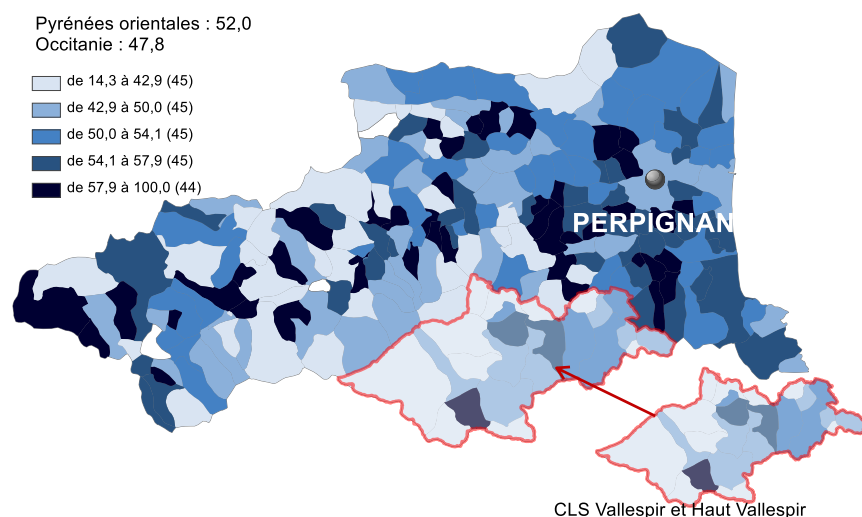 Pyrénées orientales : 52,0
Occitanie : 47,8
de 14,3 à 42,9 (45)
de 42,9 à 50,0 (45)
de 50,0 à 54,1 (45)
de 54,1 à 57,9 (45)
de 57,9 à 100,0 (44)
PERPIGNAN
CLS Vallespir et Haut Vallespir